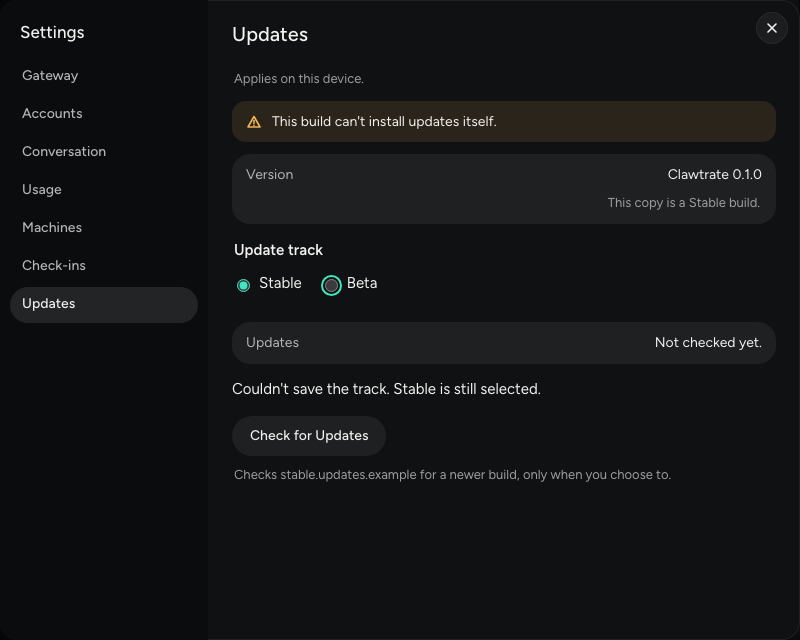 Settings
Gateway
Accounts
Conversation
Usage
Machines
Check-ins
Updates
Updates
Applies on this device.
This build can't install updates itself.
Version
Clawtrate 0.1.0
This copy is a Stable build.
Update track
Stable
Beta
Updates
Not checked yet.
Couldn't save the track. Stable is still selected.
Check for Updates
Checks stable.updates.example for a newer build, only when you choose to.